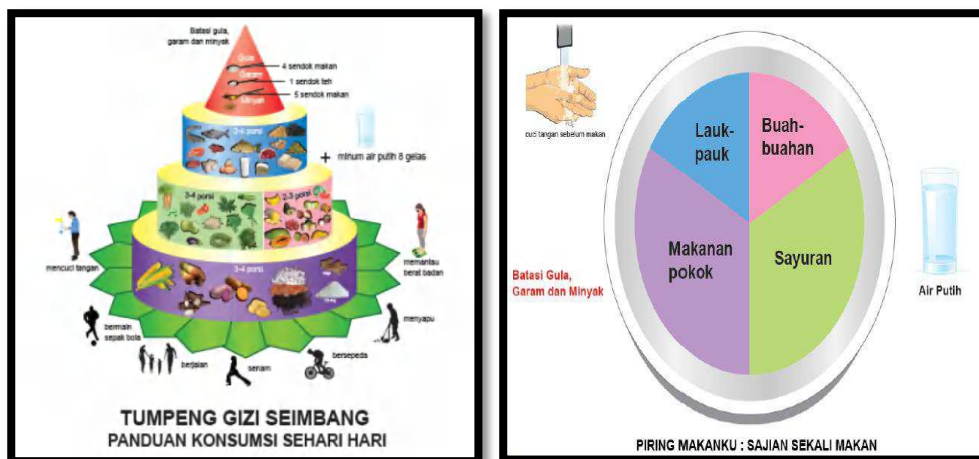 Batasi gula,
garam dan minyak
Gula
4 sendok makan
Garam
1 sendok teh
5 sendok makan
Minyak
2-4 porsi
+ minum air putih 8 gelas
3-4 porsi
2-3 porsi
mencuci tangan
memantau
berat badan
3-4 porsi
bermain
sepak bola
menyapu
berjalan
senam
bersepeda
TUMPENG GIZI SEIMBANG
PANDUAN KONSUMSI SEHARI HARI
cuci tangan sebelum makan
Lauk-
pauk
Buah-
buahan
Makanan
pokok
Sayuran
Batasi Gula,
Garam dan Minyak
Air Putih
PIRING MAKANKU : SAJIAN SEKALI MAKAN